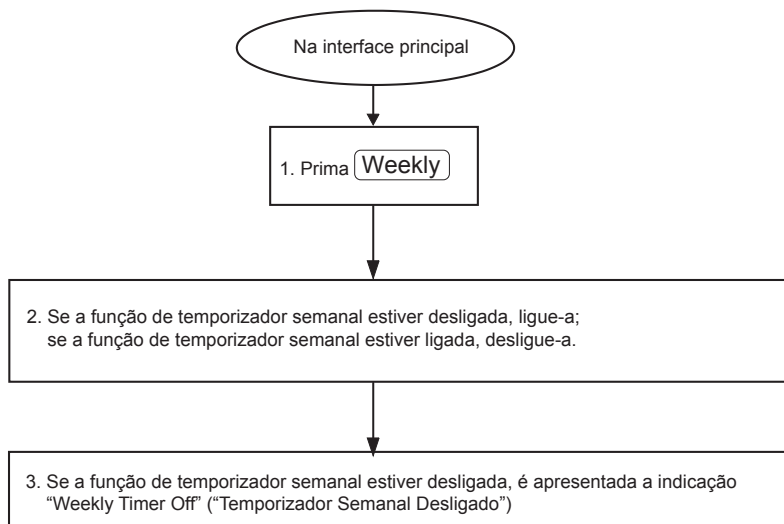 Na interface principal
1. Prima Weekly
2. Se a função de temporizador semanal estiver desligada, ligue-a;
se a função de temporizador semanal estiver ligada, desligue-a.
3. Se a função de temporizador semanal estiver desligada, é apresentada a indicação
“Weekly Timer Off” (“Temporizador Semanal Desligado”)